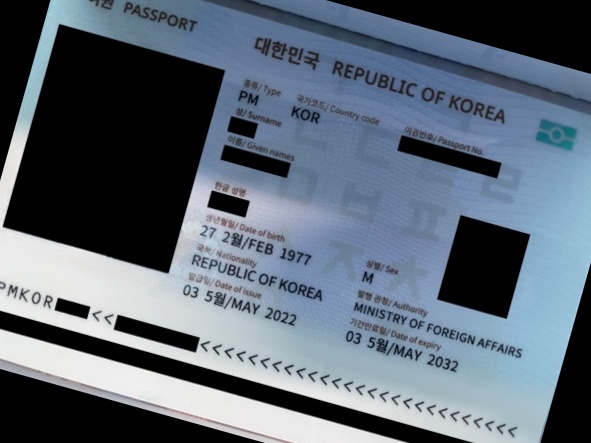 여권 PASSPORT
대한민국 REPUBLIC OF KOREA
종류/ Type 국가코드/ Country code 여권번호/ Passport No.
PM KOR
성/ Surname
이름/ Given names
한글 성명
생년월일/ Date of birth
27 2월/FEB 1977
국적/ Nationality 성별/ Sex
REPUBLIC OF KOREA M
발급일/ Date of issue 발행 관청/ Authority
03 5월/MAY 2022 MINISTRY OF FOREIGN AFFAIRS
기간만료일/ Date of expiry
03 5월/MAY 2032
PMKOR <<
<<<<<<<<<<<<<<<<<<<<<<<<<<<